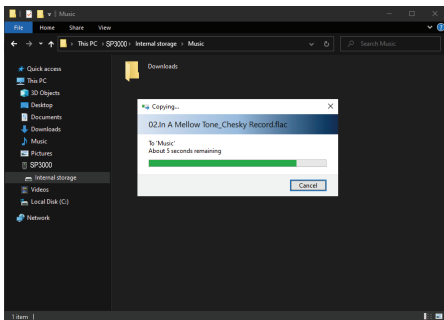 Music
File Home Share View
This PC › SP3000 › Internal storage › Music
Search Music
Quick access
This PC
3D Objects
Desktop
Documents
Downloads
Music
Pictures
SP3000
Internal storage
Videos
Local Disk (C:)
Network
Downloads
Copying...
02.In A Mellow Tone_Chesky Record.flac
To 'Music'
About 5 seconds remaining
Cancel
1 item